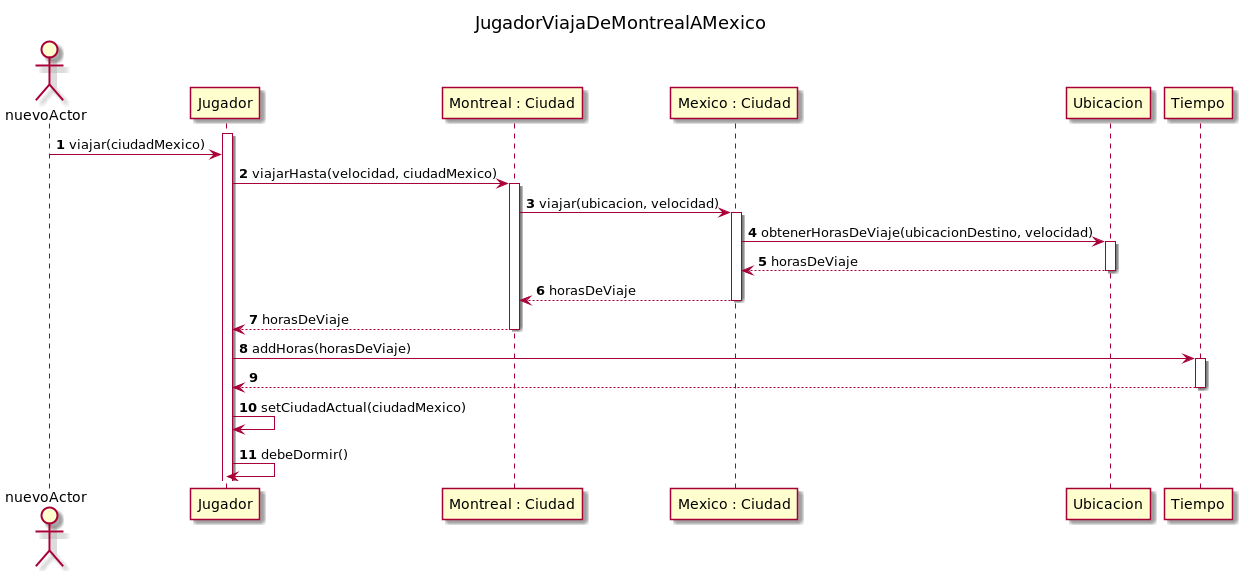 JugadorViajaDeMontrealAMexico
nuevoActor
Jugador
Montreal : Ciudad
Mexico : Ciudad
Ubicacion
Tiempo
1 viajar(ciudadMexico)
2 viajarHasta(velocidad, ciudadMexico)
3 viajar(ubicacion, velocidad)
4 obtenerHorasDeViaje(ubicacionDestino, velocidad)
5 horasDeViaje
6 horasDeViaje
7 horasDeViaje
8 addHoras(horasDeViaje)
9
10 setCiudadActual(ciudadMexico)
11 debeDormir()
nuevoActor
Jugador
Montreal : Ciudad
Mexico : Ciudad
Ubicacion
Tiempo